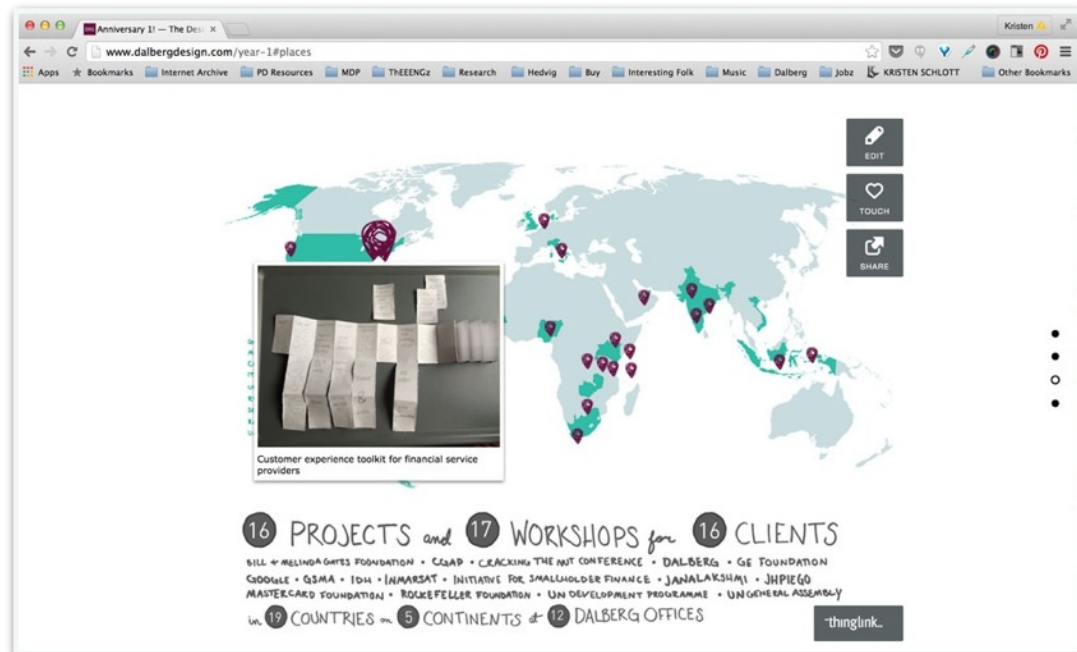 Anniversary 1! — The Des
Kristen
www.dalbergdesign.com/year-1#places
Apps Bookmarks Internet Archive PD Resources MDP ThEEENGz Research Hedvig Buy Interesting Folk Music Dalberg Jobz KRISTEN SCHLOTT Other Bookmarks
EDIT
TOUCH
SHARE
Customer experience toolkit for financial service
providers
16 PROJECTS and 17 WORKSHOPS for 16 CLIENTS
BILL + MELINDA GATES FOUNDATION • CGAP • CRACKING THE NUT CONFERENCE • DALBERG • GE FOUNDATION
GOOGLE • GSMA • IDH • INMARSAT • INITIATIVE FOR SMALLHOLDER FINANCE • JANALAKSHMI • JHPIEGO
MASTERCARD FOUNDATION • ROCKEFELLER FOUNDATION • UN DEVELOPMENT PROGRAMME • UN GENERAL ASSEMBLY
in 19 COUNTRIES on 5 CONTINENTS at 12 DALBERG OFFICES
thinglink..